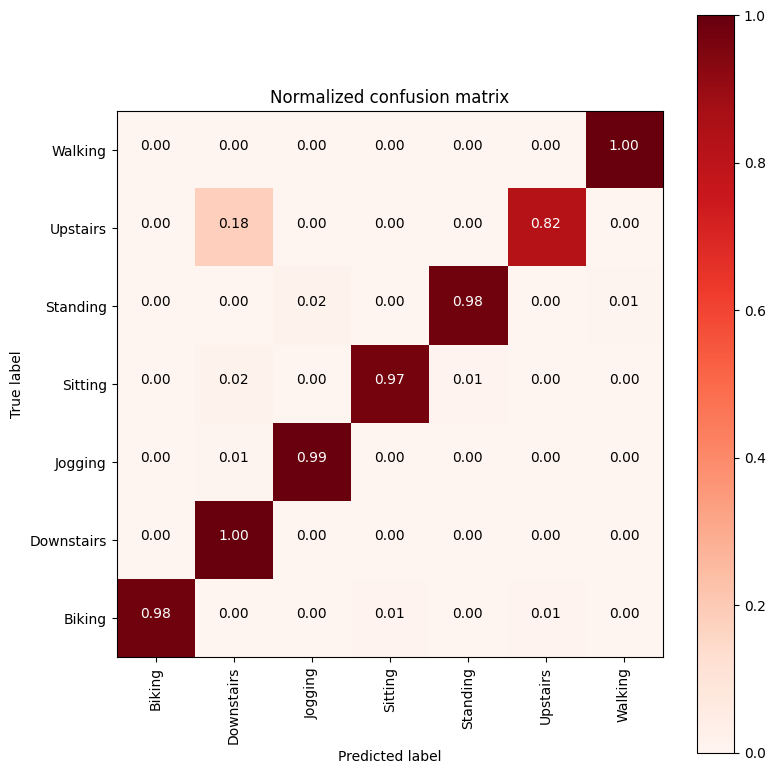 Normalized confusion matrix
True label
Walking 0.00 0.00 0.00 0.00 0.00 0.00 1.00
Upstairs 0.00 0.18 0.00 0.00 0.00 0.82 0.00
Standing 0.00 0.00 0.02 0.00 0.98 0.00 0.01
Sitting 0.00 0.02 0.00 0.97 0.01 0.00 0.00
Jogging 0.00 0.01 0.99 0.00 0.00 0.00 0.00
Downstairs 0.00 1.00 0.00 0.00 0.00 0.00 0.00
Biking 0.98 0.00 0.00 0.01 0.00 0.01 0.00
Biking Downstairs Jogging Sitting Standing Upstairs Walking
Predicted label
1.0
0.8
0.6
0.4
0.2
0.0